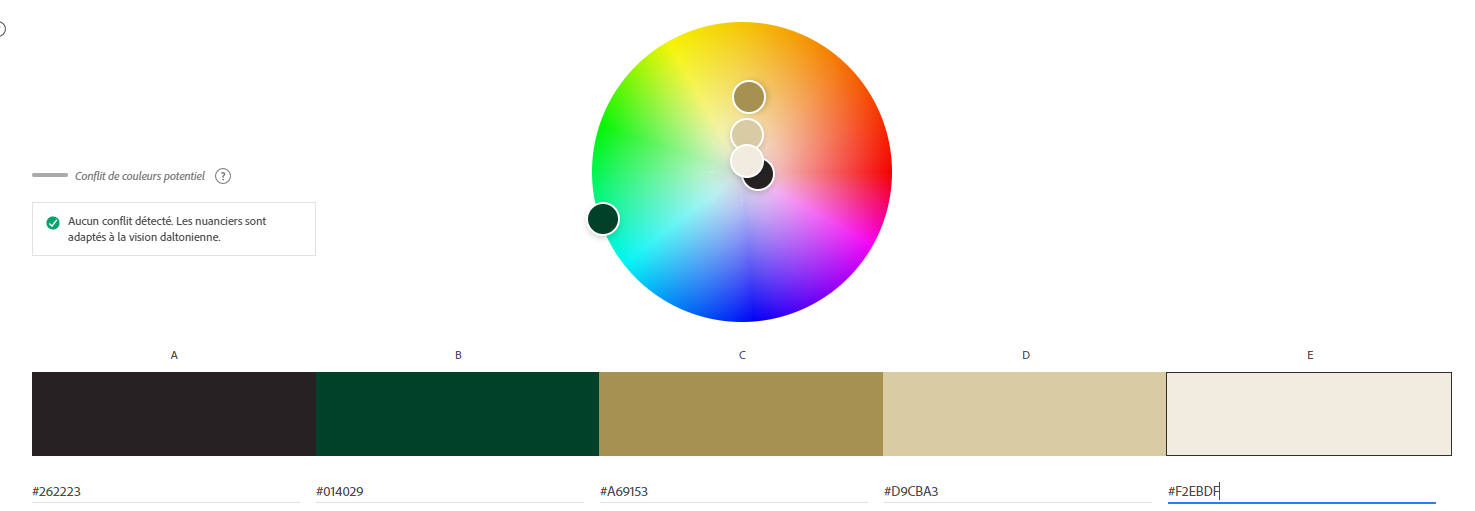 Conflit de couleurs potentiel ?
Aucun conflit détecté. Les nuanciers sont
adaptés à la vision daltonienne.
A B C D E
#262223 #014029 #A69153 #D9CBA3 #F2EBDF